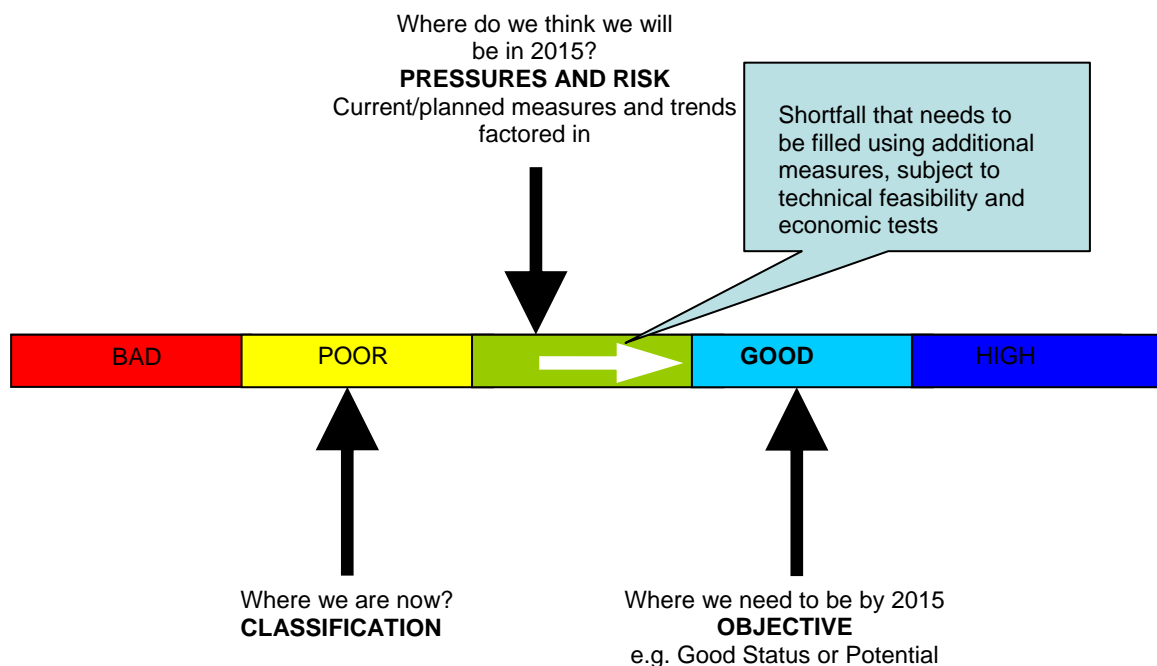 Where do we think we will
be in 2015?
PRESSURES AND RISK
Current/planned measures and trends
factored in
Shortfall that needs to
be filled using additional
measures, subject to
technical feasibility and
economic tests
BAD
POOR
GOOD
HIGH
Where we are now?
CLASSIFICATION
Where we need to be by 2015
OBJECTIVE
e.g. Good Status or Potential